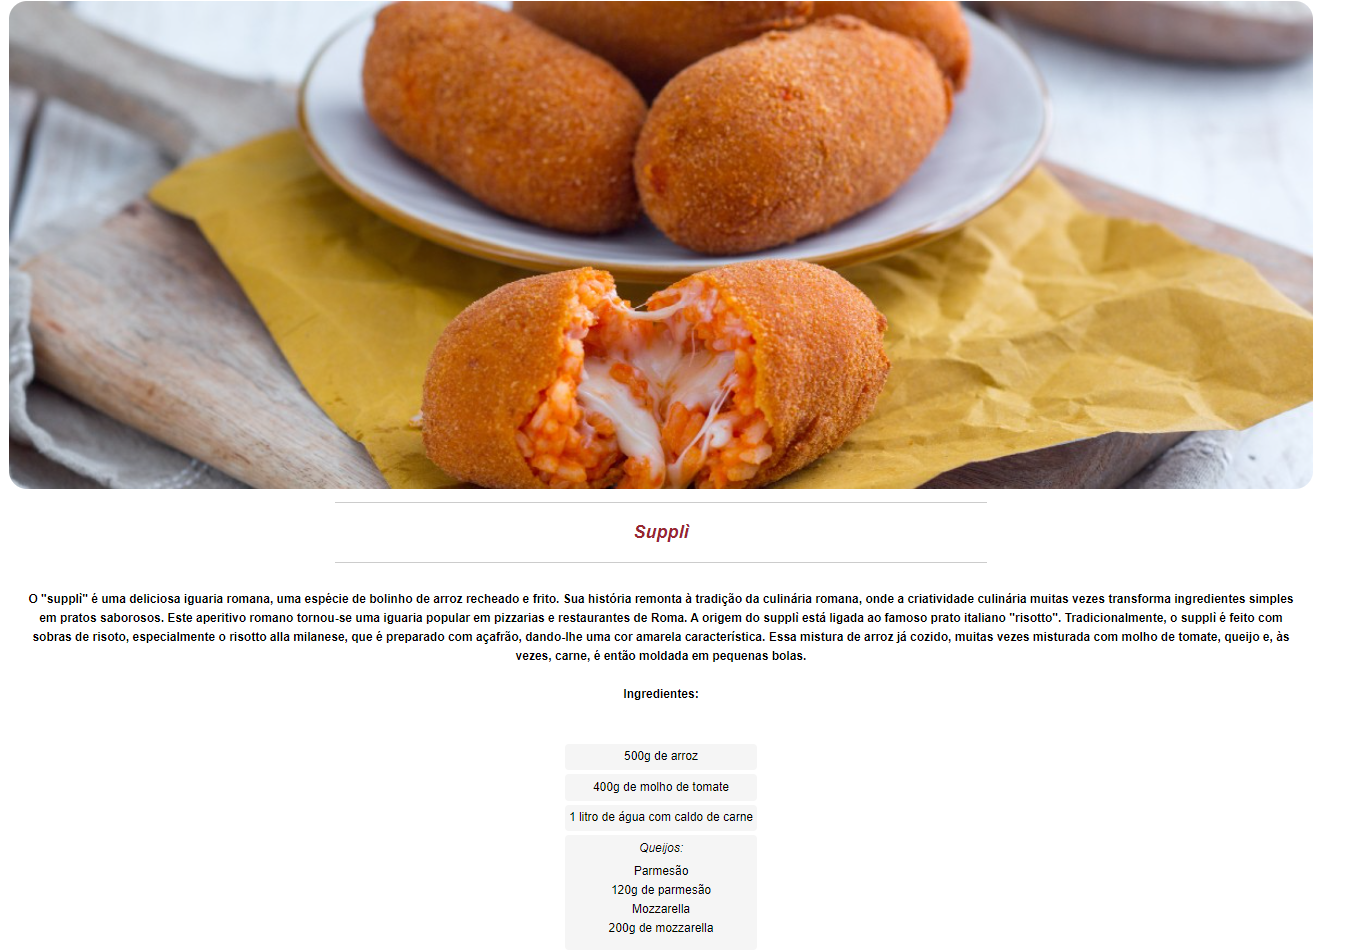 Supplì
O "suppli" é uma deliciosa iguaria romana, uma espécie de bolinho de arroz recheado e frito. Sua história remonta à tradição da culinária romana, onde a criatividade culinária muitas vezes transforma ingredientes simples
em pratos saborosos. Este aperitivo romano tornou-se uma iguaria popular em pizzarias e restaurantes de Roma. A origem do supplì está ligada ao famoso prato italiano "risotto". Tradicionalmente, o supplì é feito com
sobras de risoto, especialmente o risotto alla milanese, que é preparado com açafrão, dando-lhe uma cor amarela característica. Essa mistura de arroz já cozido, muitas vezes misturada com molho de tomate, queijo e, às
vezes, carne, é então moldada em pequenas bolas.
Ingredientes:
500g de arroz
400g de molho de tomate
1 litro de água com caldo de carne
Queijos:
Parmesão
120g de parmesão
Mozzarella
200g de mozzarella